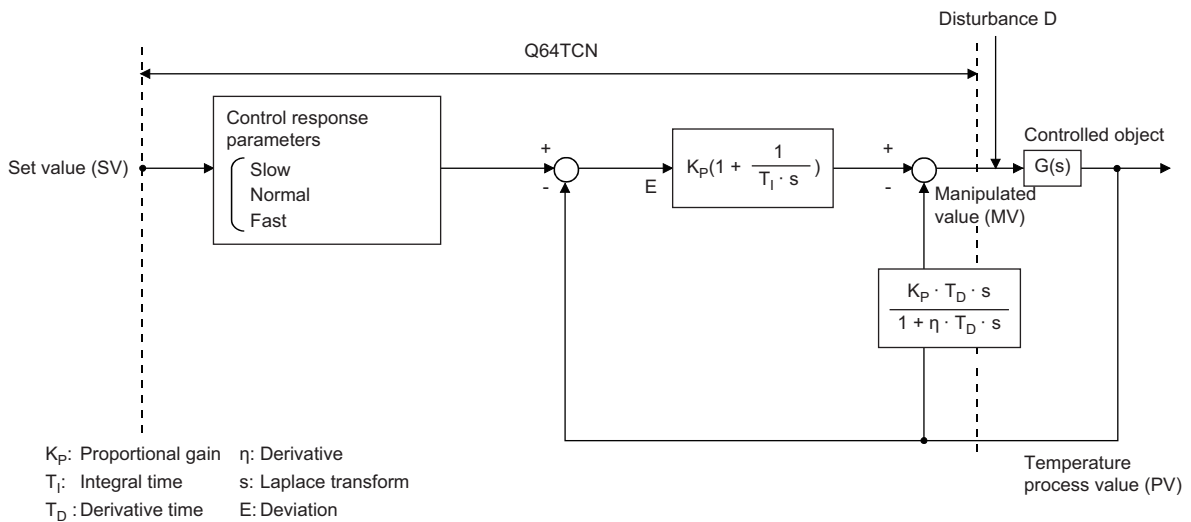 Disturbance D
Q64TCN
Control response
parameters
Slow
Normal
Fast
Set value (SV)
+
-
E
K_P(1 + 1 / (T_I · s))
+
-
Manipulated
value (MV)
Controlled object
G(s)
K_P · T_D · s
1 + η · T_D · s
Temperature
process value (PV)
K_P: Proportional gain η: Derivative
T_I: Integral time s: Laplace transform
T_D : Derivative time E: Deviation